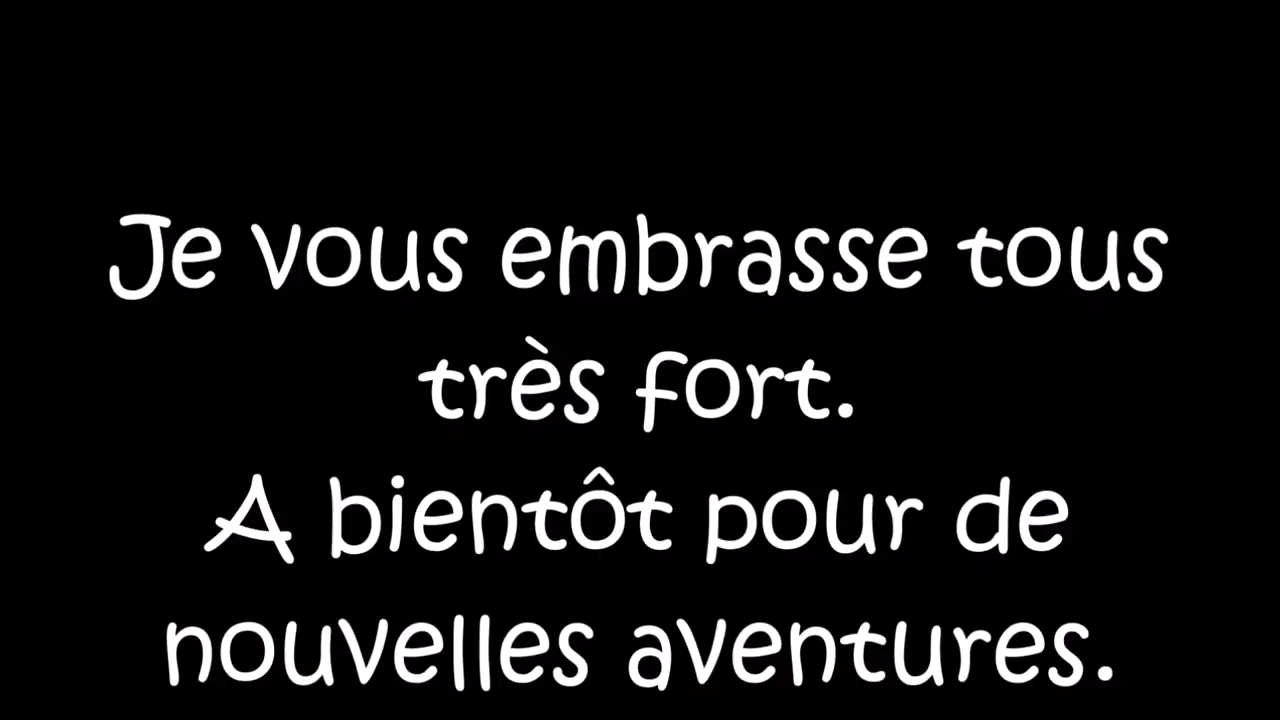 Je vous embrasse tous
très fort.
A bientôt pour de
nouvelles aventures.